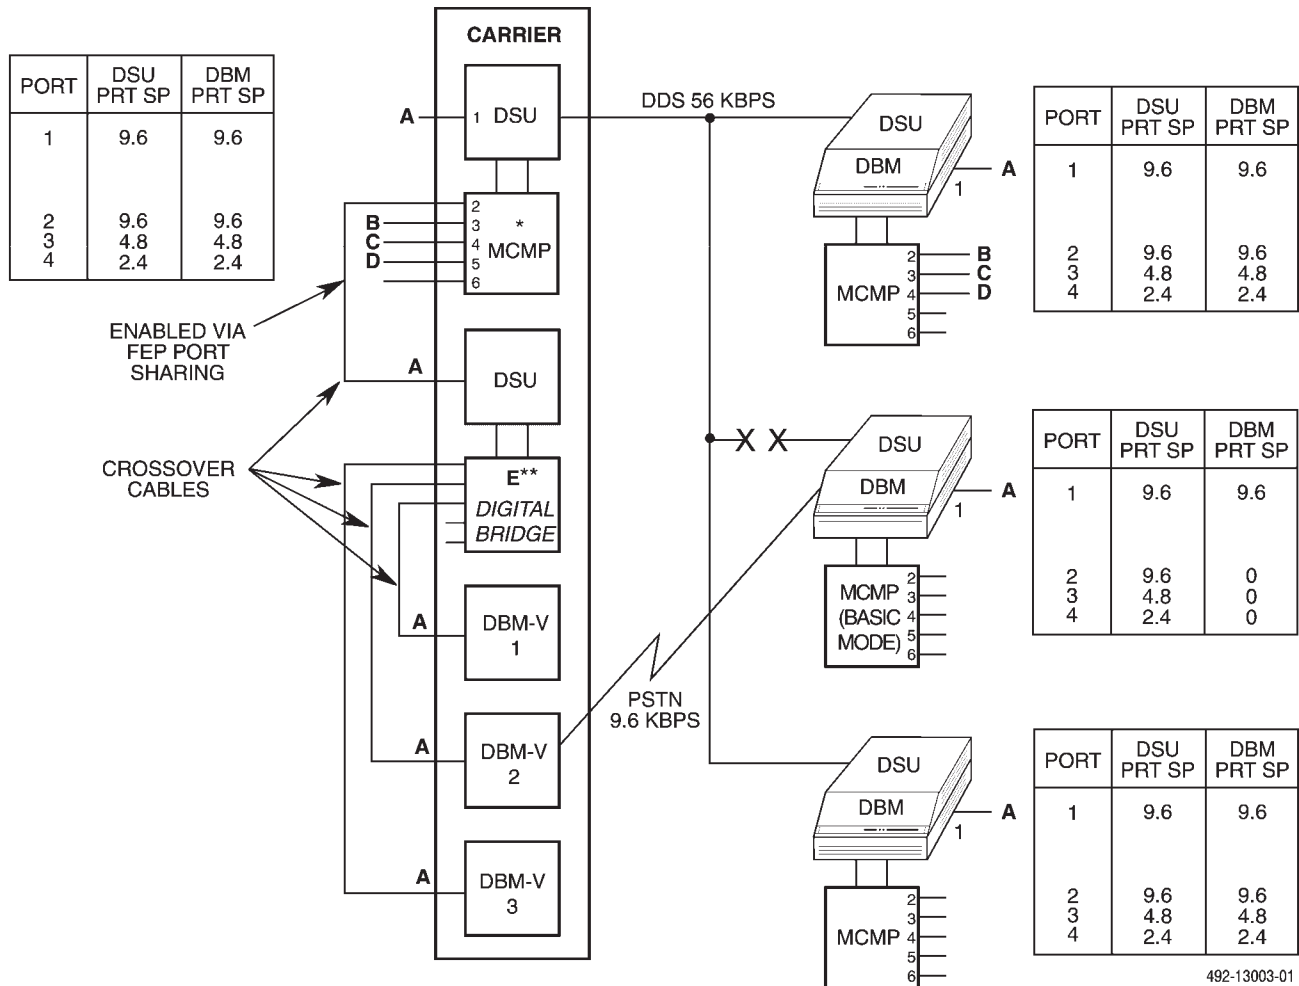 CARRIER
PORT DSU PRT SP DBM PRT SP
1 9.6 9.6
2 9.6 9.6
3 4.8 4.8
4 2.4 2.4
A
1 DSU
DDS 56 KBPS
2
B 3
C 4
D 5
6
*
MCMP
ENABLED VIA
FEP PORT
SHARING
A
DSU
CROSSOVER
CABLES
E**
DIGITAL
BRIDGE
A
DBM-V
1
A
DBM-V
2
A
DBM-V
3
PSTN
9.6 KBPS
DSU
DBM
1
A
MCMP
2 B
3 C
4 D
5
6
PORT DSU PRT SP DBM PRT SP
1 9.6 9.6
2 9.6 9.6
3 4.8 4.8
4 2.4 2.4
X X
DSU
DBM
1
A
MCMP
(BASIC
MODE)
2
3
4
5
6
PORT DSU PRT SP DBM PRT SP
1 9.6 9.6
2 9.6 0
3 4.8 0
4 2.4 0
DSU
DBM
1
A
MCMP
2
3
4
5
6
PORT DSU PRT SP DBM PRT SP
1 9.6 9.6
2 9.6 9.6
3 4.8 4.8
4 2.4 2.4
492-13003-01